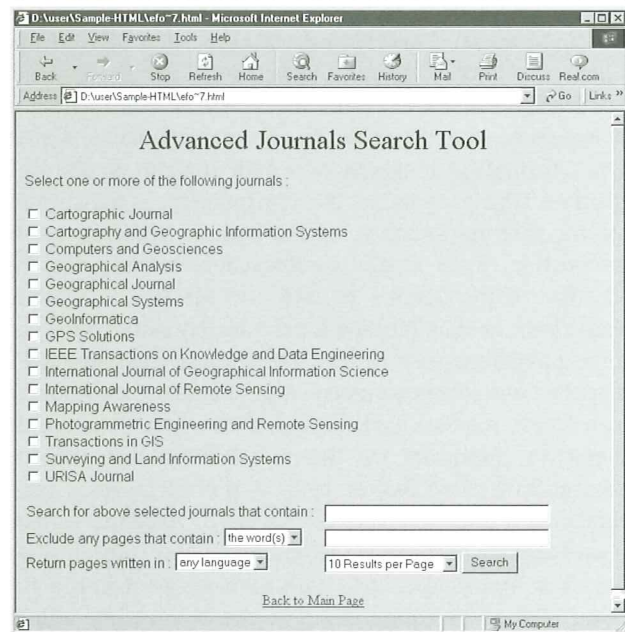 D:\user\Sample-HTML\efo~7.html - Microsoft Internet Explorer
File Edit View Favorites Tools Help
Back Forward Stop Refresh Home Search Favorites History Mail Print Discuss Real.com
Address D:\user\Sample-HTML\efo~7.html Go Links »
Advanced Journals Search Tool
Select one or more of the following journals :
Cartographic Journal
Cartography and Geographic Information Systems
Computers and Geosciences
Geographical Analysis
Geographical Journal
Geographical Systems
GeoInformatica
GPS Solutions
IEEE Transactions on Knowledge and Data Engineering
International Journal of Geographical Information Science
International Journal of Remote Sensing
Mapping Awareness
Photogrammetric Engineering and Remote Sensing
Transactions in GIS
Surveying and Land Information Systems
URISA Journal
Search for above selected journals that contain :
Exclude any pages that contain : the word(s)
Return pages written in : any language 10 Results per Page Search
Back to Main Page
My Computer